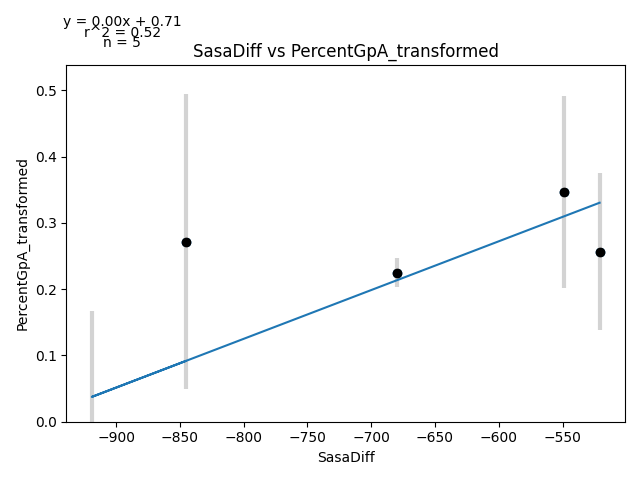 y = 0.00x + 0.71
r^2 = 0.52
n = 5
SasaDiff vs PercentGpA_transformed
PercentGpA_transformed
0.5
0.4
0.3
0.2
0.1
0.0
−900 −850 −800 −750 −700 −650 −600 −550
SasaDiff